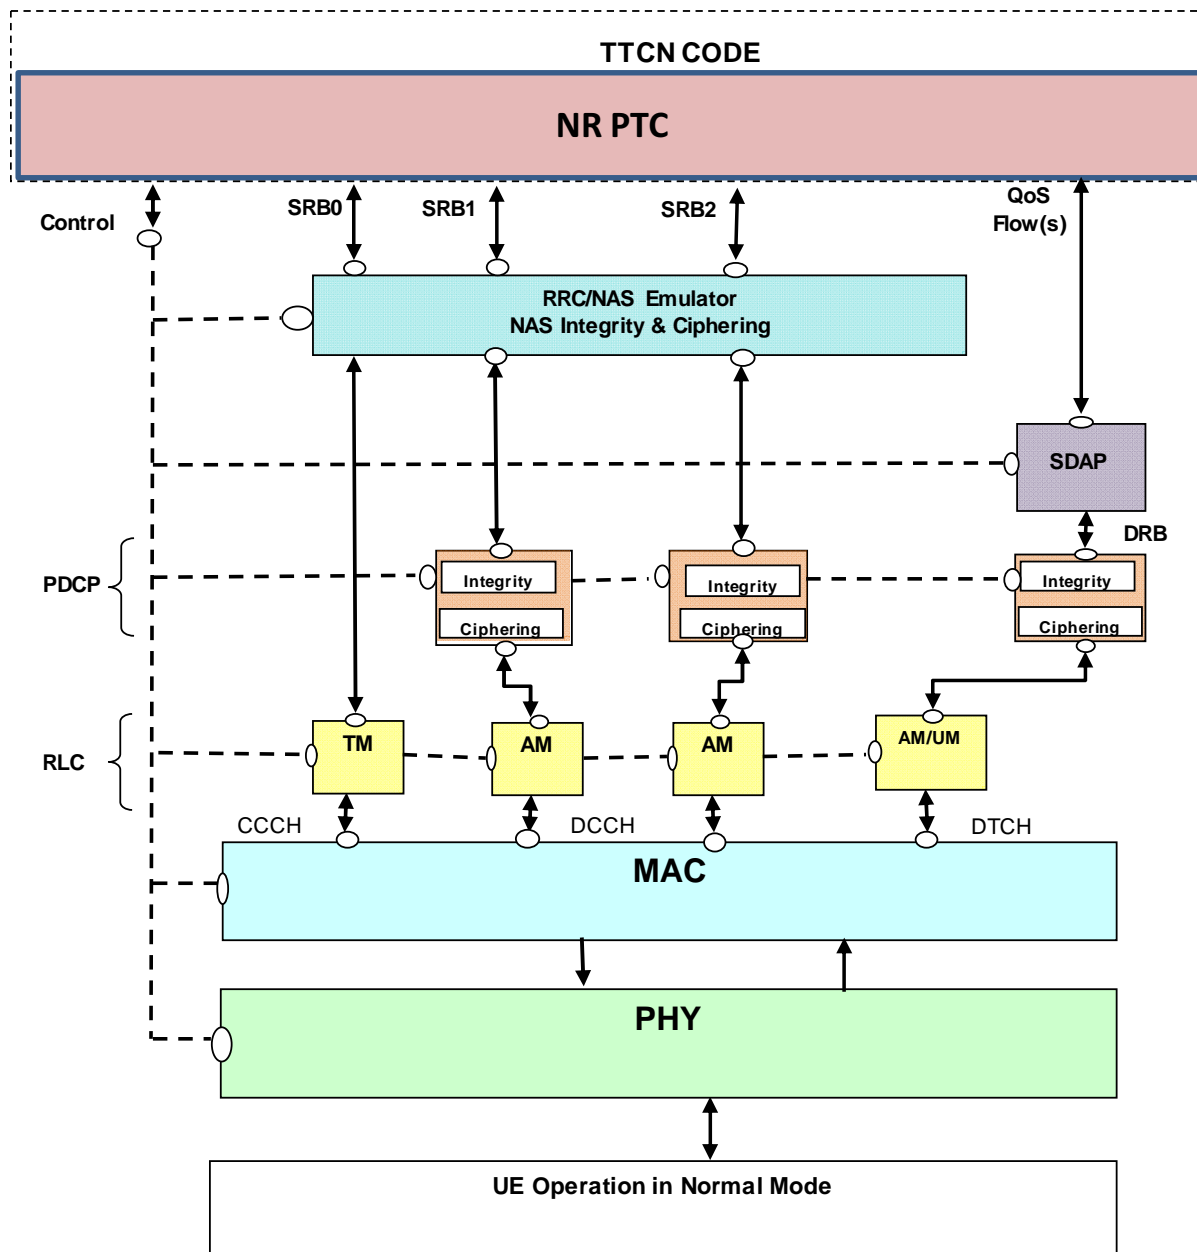 TTCN CODE
NR PTC
Control
SRB0
SRB1
SRB2
QoS
Flow(s)
RRC/NAS Emulator
NAS Integrity & Ciphering
SDAP
DRB
PDCP
Integrity
Ciphering
Integrity
Ciphering
Integrity
Ciphering
RLC
TM
AM
AM
AM/UM
CCCH
DCCH
DTCH
MAC
PHY
UE Operation in Normal Mode